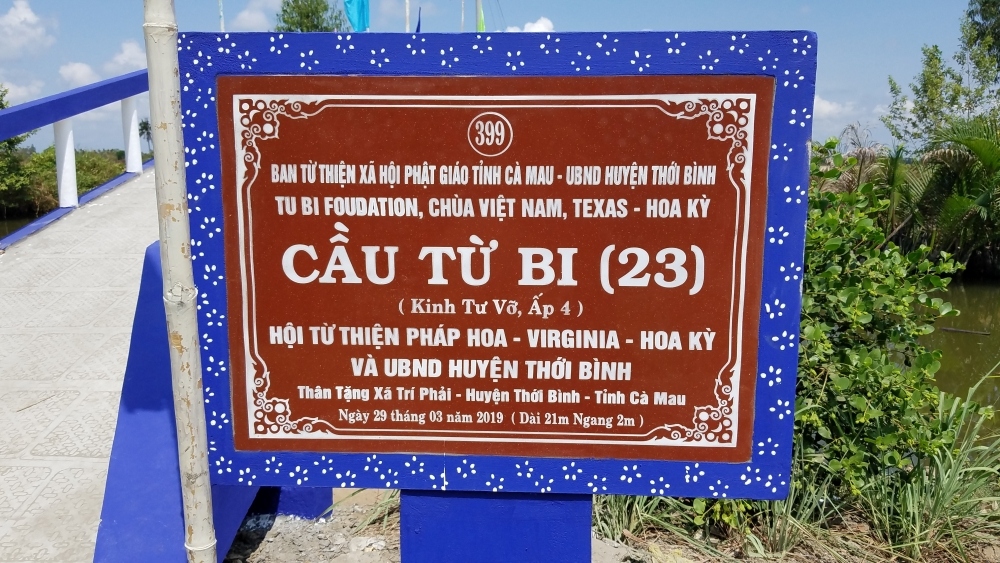 399
BAN TỪ THIỆN XÃ HỘI PHẬT GIÁO TỈNH CÀ MAU - UBND HUYỆN THỚI BÌNH
TU BI FOUDATION, CHÙA VIỆT NAM, TEXAS - HOA KỲ
CẦU TỪ BI (23)
( Kinh Tư Vỡ, Ấp 4 )
HỘI TỪ THIỆN PHÁP HOA - VIRGINIA - HOA KỲ
VÀ UBND HUYỆN THỚI BÌNH
Thân Tặng Xã Trí Phải - Huyện Thới Bình - Tỉnh Cà Mau
Ngày 29 tháng 03 năm 2019 ( Dài 21m Ngang 2m )